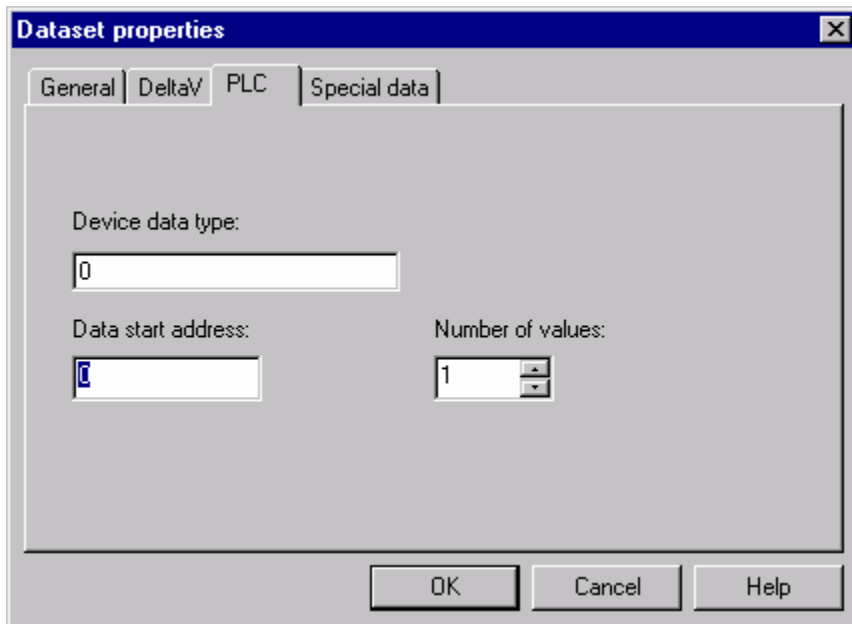 Dataset properties
General DeltaV PLC Special data
Device data type:
0
Data start address: Number of values:
0 1
OK Cancel Help